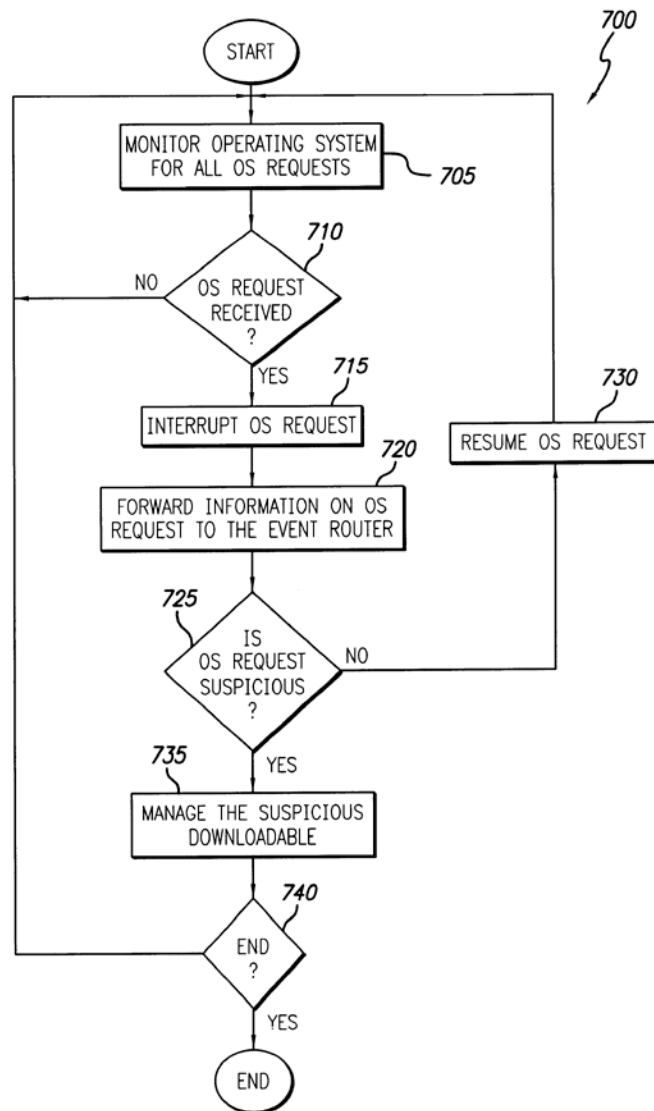 700
START
MONITOR OPERATING SYSTEM
FOR ALL OS REQUESTS
705
710
NO
OS REQUEST
RECEIVED
?
YES
715
INTERRUPT OS REQUEST
730
RESUME OS REQUEST
720
FORWARD INFORMATION ON OS
REQUEST TO THE EVENT ROUTER
725
IS
OS REQUEST
SUSPICIOUS
?
NO
YES
735
MANAGE THE SUSPICIOUS
DOWNLOADABLE
740
END
?
YES
END